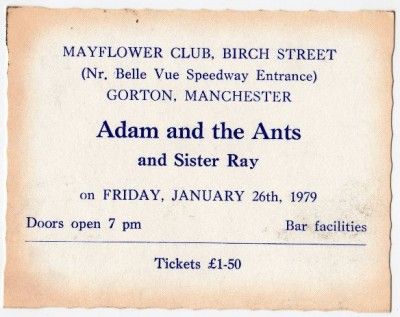 MAYFLOWER CLUB, BIRCH STREET
(Nr. Belle Vue Speedway Entrance)
GORTON, MANCHESTER
Adam and the Ants
and Sister Ray
on FRIDAY, JANUARY 26th, 1979
Doors open 7 pm Bar facilities
Tickets £1-50